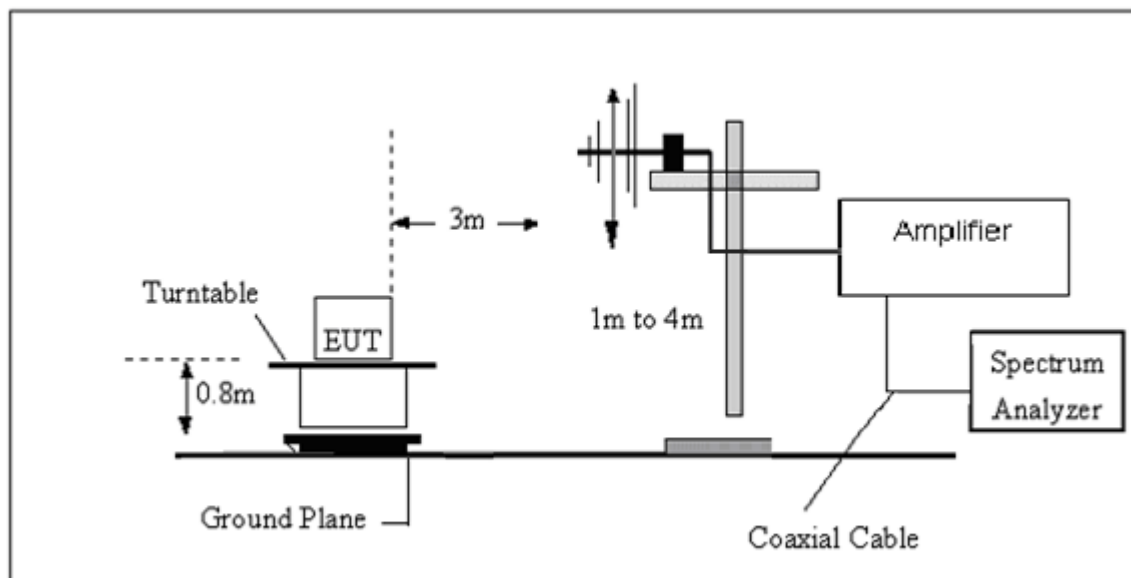 3m
Amplifier
Turntable
1m to 4m
EUT
0.8m
Spectrum
Analyzer
Ground Plane
Coaxial Cable